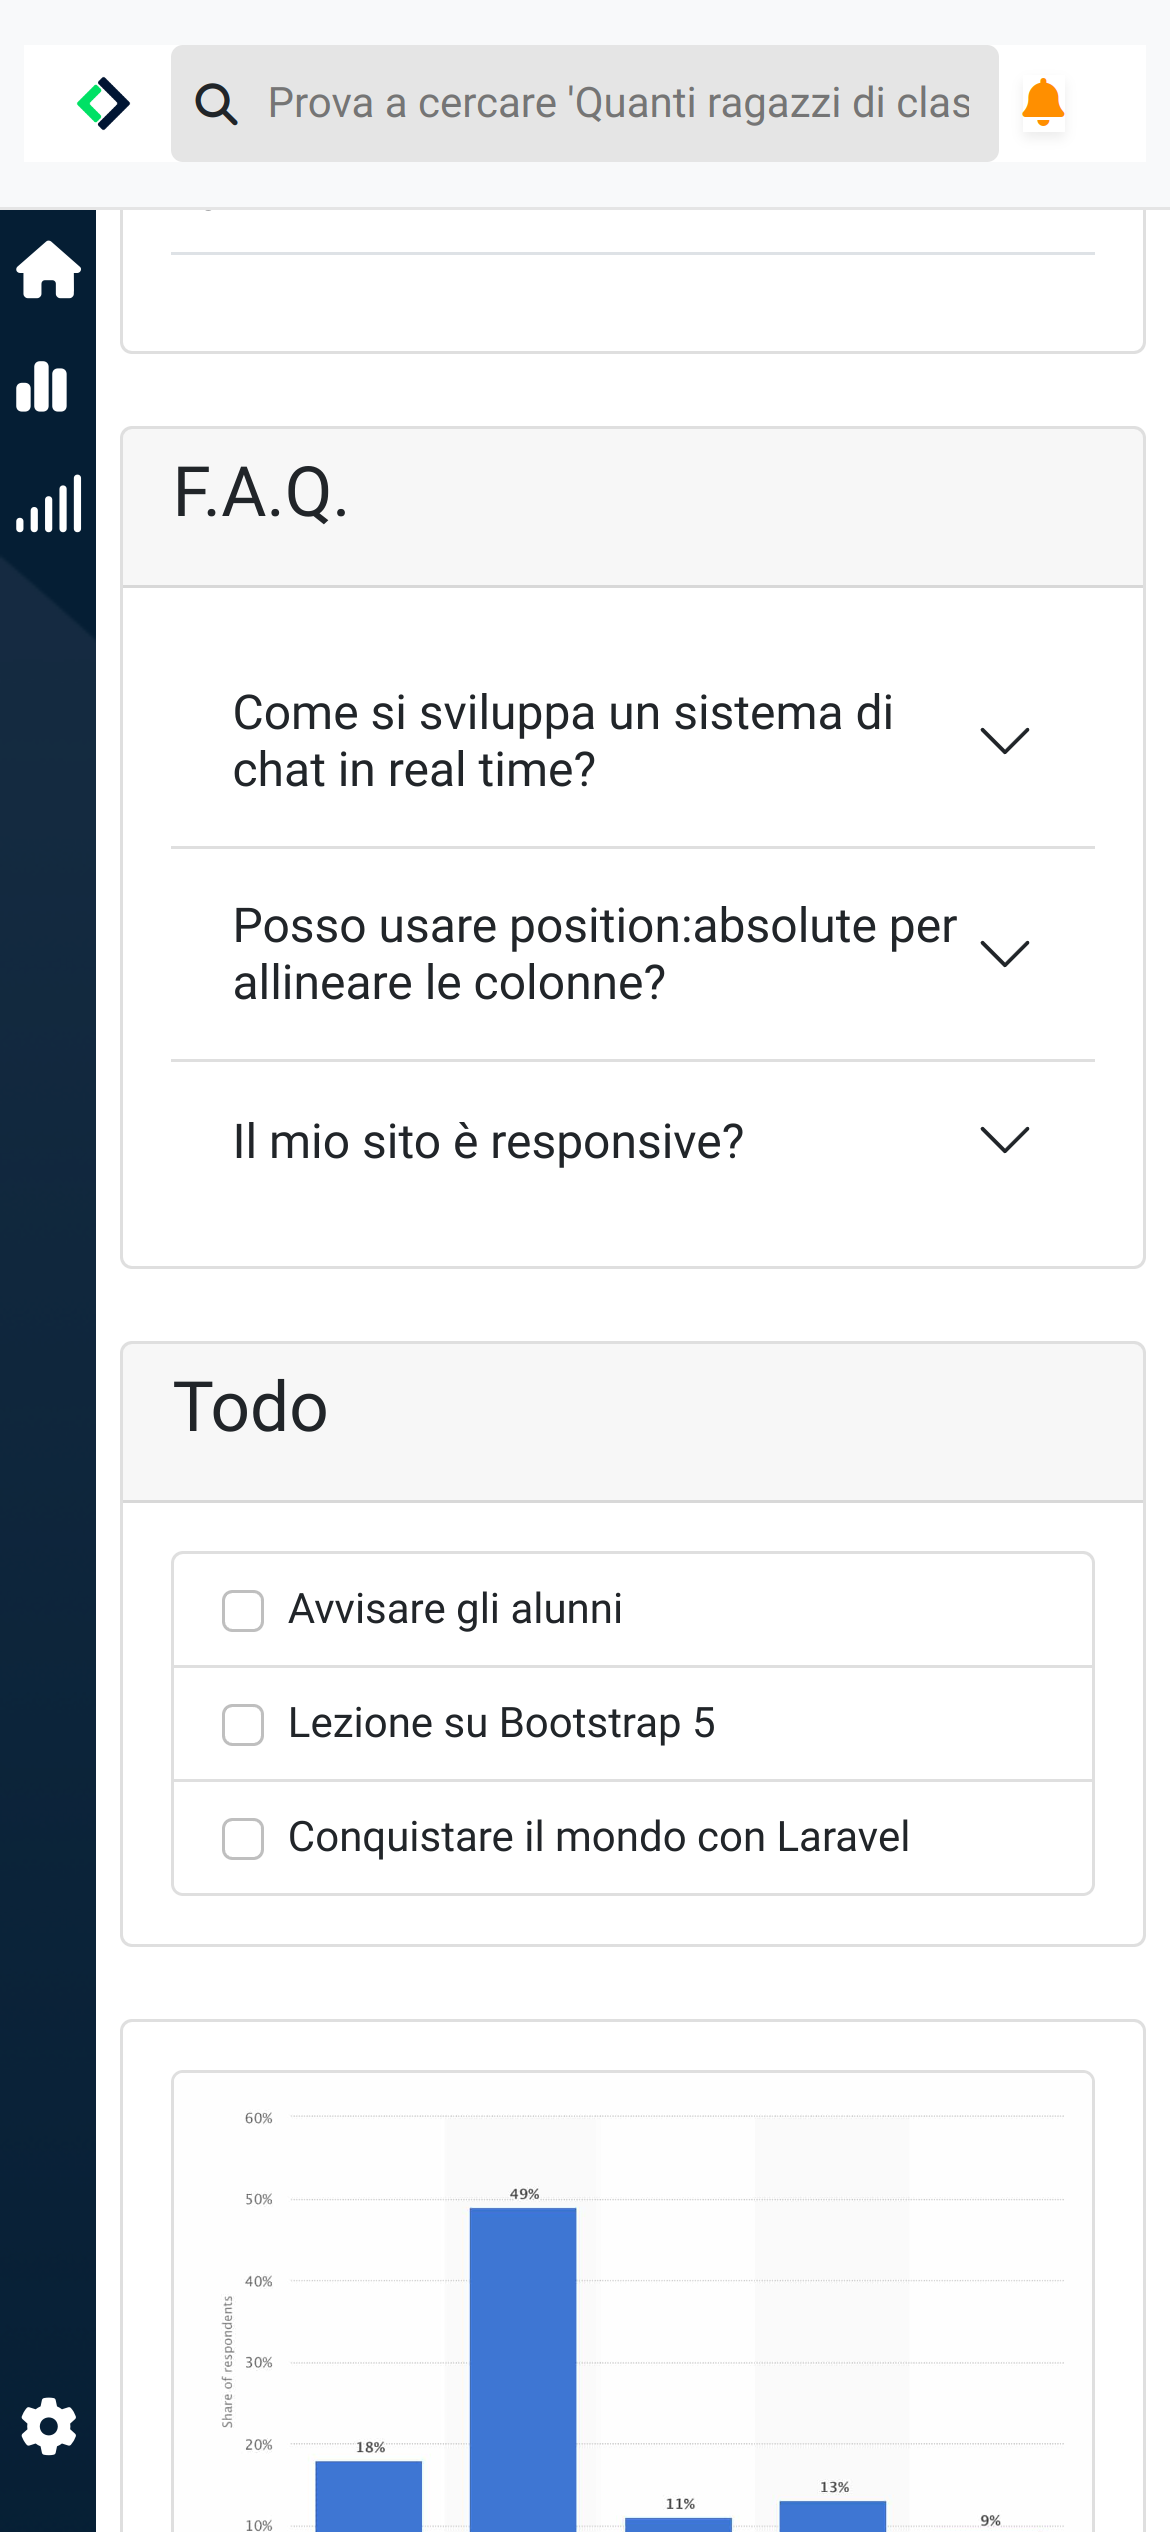 Prova a cercare 'Quanti ragazzi di clas
F.A.Q.
Come si sviluppa un sistema di
chat in real time?
Posso usare position:absolute per
allineare le colonne?
Il mio sito è responsive?
Todo
Avvisare gli alunni
Lezione su Bootstrap 5
Conquistare il mondo con Laravel
60%
50%
49%
40%
30%
Share of respondents
20%
18%
13%
11%
10%
9%